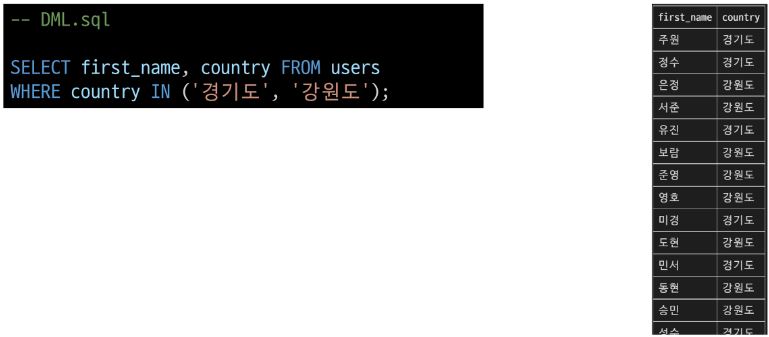 -- DML.sql
SELECT first_name, country FROM users
WHERE country IN ('경기도', '강원도');
first_name country
주원 경기도
정수 경기도
은정 강원도
서준 강원도
유진 경기도
보람 강원도
준영 강원도
영호 강원도
미경 경기도
도현 강원도
민서 경기도
동현 강원도
승민 강원도
성수 경기도